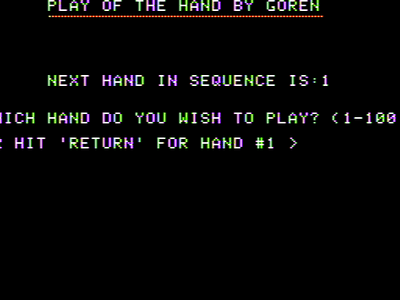 PLAY OF THE HAND BY GOREN
NEXT HAND IN SEQUENCE IS:1
HICH HAND DO YOU WISH TO PLAY? (1-100
R HIT 'RETURN' FOR HAND #1 >